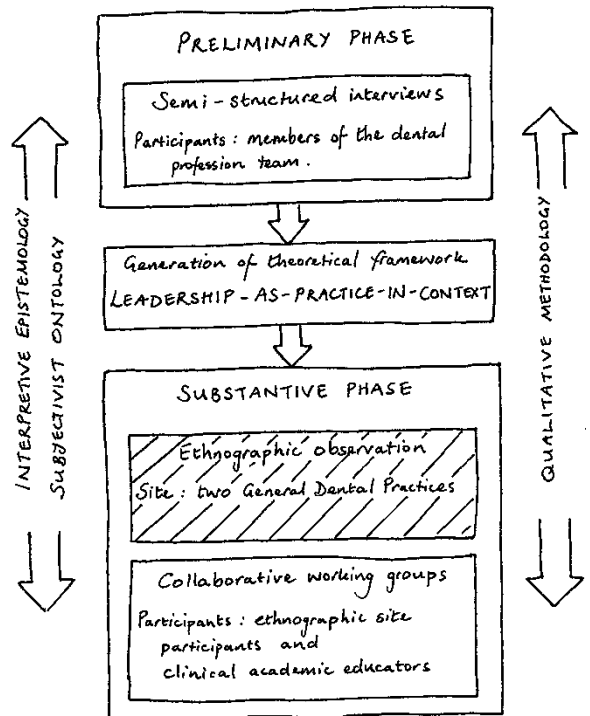 PRELIMINARY PHASE
Semi-structured interviews
Participants : members of the dental
profession team.
Generation of theoretical framework
LEADERSHIP-AS-PRACTICE-IN-CONTEXT
SUBSTANTIVE PHASE
Ethnographic observation
Site : two General Dental Practices
Collaborative working groups
Participants : ethnographic site
participants and
clinical academic educators
INTERPRETIVE EPISTEMOLOGY
SUBJECTIVIST ONTOLOGY
QUALITATIVE METHODOLOGY